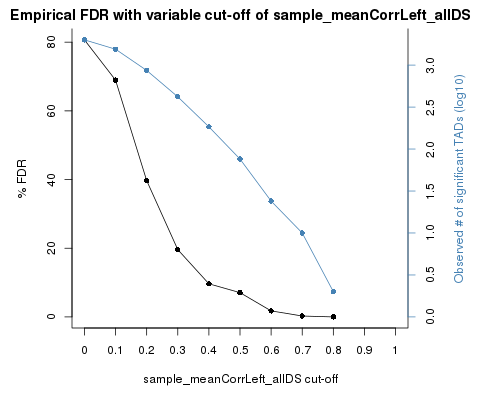 Empirical FDR with variable cut-off of sample_meanCorrLeft_allDS
% FDR
80
60
40
20
0
0 0.1 0.2 0.3 0.4 0.5 0.6 0.7 0.8 0.9 1
sample_meanCorrLeft_allDS cut-off
3.0
2.5
2.0
1.5
1.0
0.5
0.0
Observed # of significant TADs (log10)